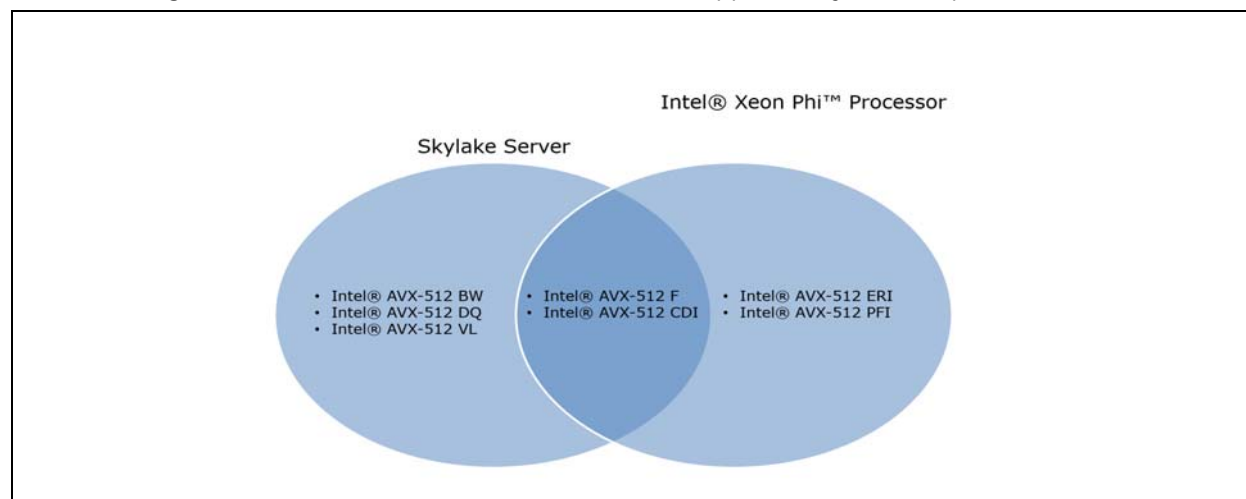 Intel® Xeon Phi™ Processor
Skylake Server
• Intel® AVX-512 BW
• Intel® AVX-512 DQ
• Intel® AVX-512 VL
• Intel® AVX-512 F
• Intel® AVX-512 CDI
• Intel® AVX-512 ERI
• Intel® AVX-512 PFI